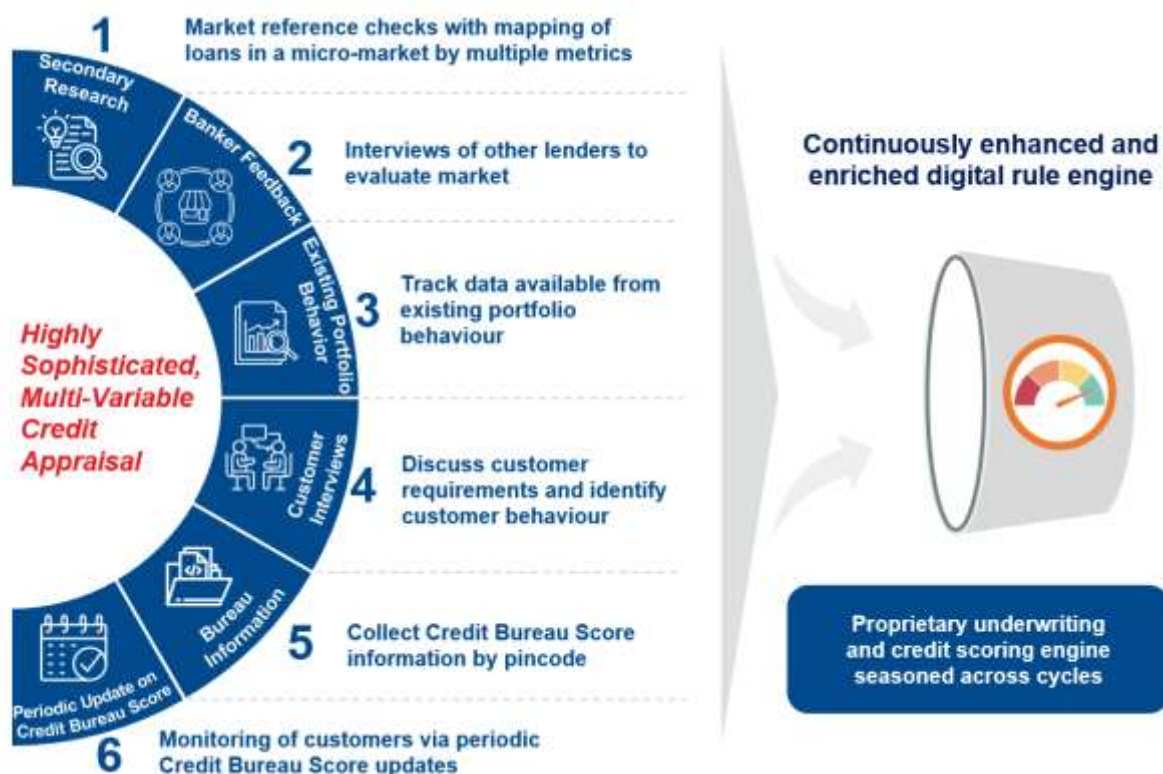 1
Market reference checks with mapping of
loans in a micro-market by multiple metrics
Secondary
Research
2
Interviews of other lenders to
evaluate market
Banker Feedback
3
Track data available from
existing portfolio
behaviour
Existing Portfolio
Behavior
Highly
Sophisticated,
Multi-Variable
Credit
Appraisal
4
Discuss customer
requirements and identify
customer behaviour
Customer
Interviews
5
Collect Credit Bureau Score
information by pincode
Bureau
Information
6
Monitoring of customers via periodic
Credit Bureau Score updates
Periodic Update on
Credit Bureau Score
Continuously enhanced and
enriched digital rule engine
Proprietary underwriting
and credit scoring engine
seasoned across cycles